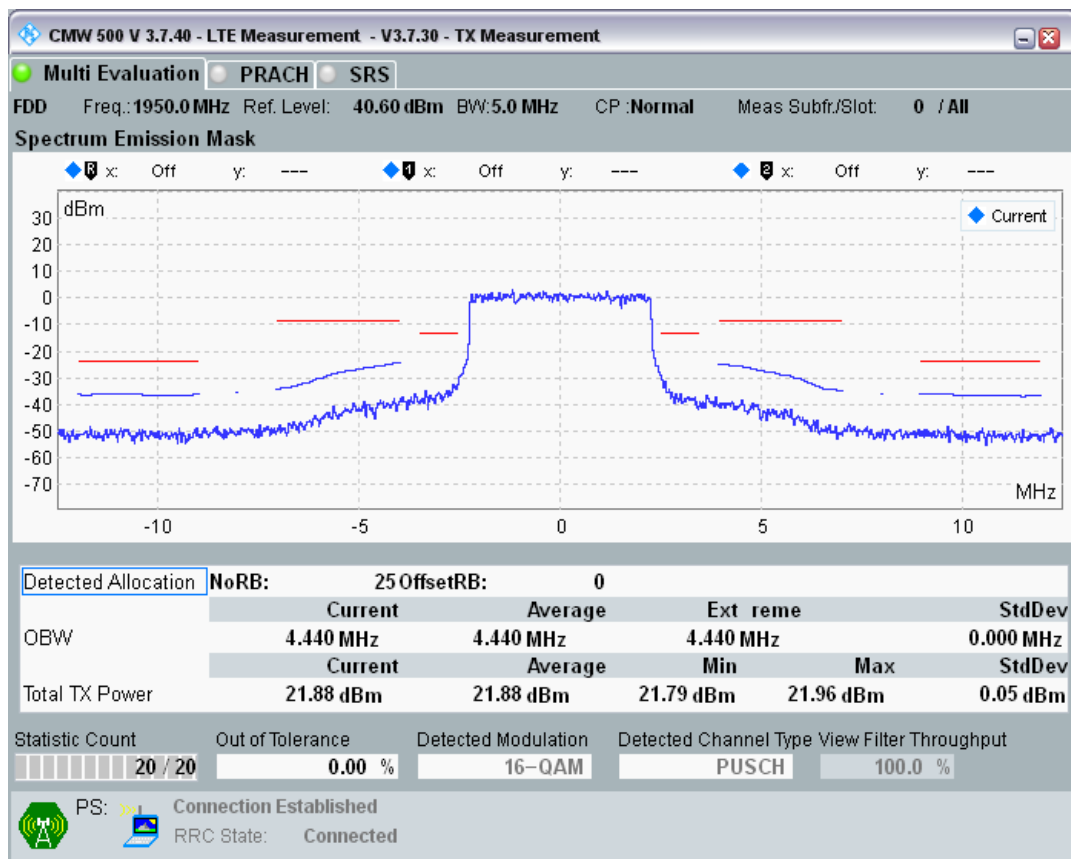 CMW 500 V 3.7.40 - LTE Measurement - V3.7.30 - TX Measurement
Multi Evaluation PRACH SRS
FDD Freq.:1950.0 MHz Ref. Level: 40.60 dBm BW:5.0 MHz CP :Normal Meas Subfr./Slot: 0 / All
Spectrum Emission Mask
R x: Off y: --- 1 x: Off y: --- 2 x: Off y: ---
dBm
Current
30
20
10
0
-10
-20
-30
-40
-50
-60
-70
MHz
-10 -5 0 5 10
Detected Allocation NoRB: 25 OffsetRB: 0
Current Average Ext reme StdDev
OBW 4.440 MHz 4.440 MHz 4.440 MHz 0.000 MHz
Current Average Min Max StdDev
Total TX Power 21.88 dBm 21.88 dBm 21.79 dBm 21.96 dBm 0.05 dBm
Statistic Count Out of Tolerance Detected Modulation Detected Channel Type View Filter Throughput
20 / 20 0.00 % 16-QAM PUSCH 100.0 %
PS: Connection Established
RRC State: Connected